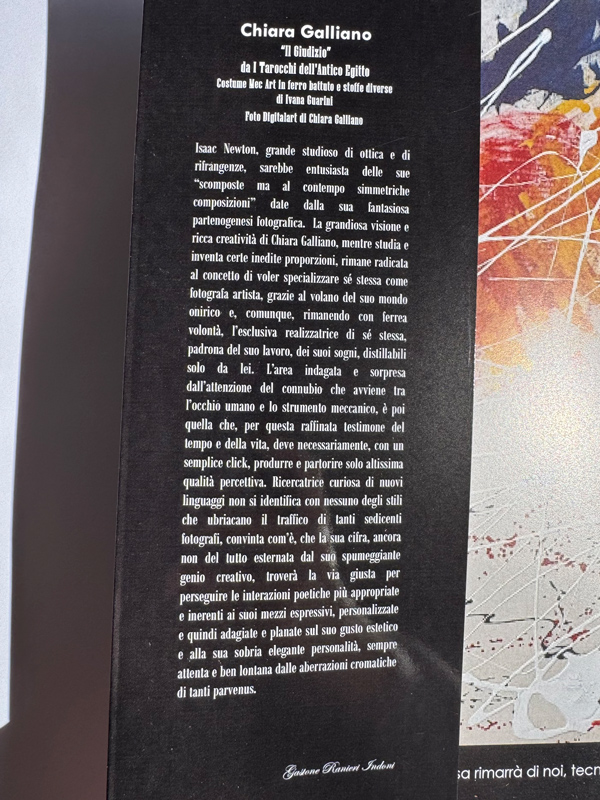 Chiara Galliano
"Il Giudizio"
da I Tarocchi dell'Antico Egitto
Costume Mec Art in ferro battuto e stoffe diverse
di Ivana Guarini
Foto Digitalart di Chiara Galliano
Isaac Newton, grande studioso di ottica e di
rifrangenze, sarebbe entusiasta delle sue
"scomposte ma al contempo simmetriche
composizioni" date dalla sua fantasiosa
partenogenesi fotografica. La grandiosa visione e
ricca creatività di Chiara Galliano, mentre studia e
inventa certe inedite proporzioni, rimane radicata
al concetto di voler specializzare sé stessa come
fotografa artista, grazie al volano del suo mondo
onirico e, comunque, rimanendo con ferrea
volontà, l'esclusiva realizzatrice di sé stessa,
padrona del suo lavoro, dei suoi sogni, distillabili
solo da lei. L'area indagata e sorpresa
dall'attenzione del connubio che avviene tra
l'occhio umano e lo strumento meccanico, è poi
quella che, per questa raffinata testimone del
tempo e della vita, deve necessariamente, con un
semplice click, produrre e partorire solo altissima
qualità percettiva. Ricercatrice curiosa di nuovi
linguaggi non si identifica con nessuno degli stili
che ubriacano il traffico di tanti sedicenti
fotografi, convinta com'è, che la sua cifra, ancora
non del tutto esternata dal suo spumeggiante
genio creativo, troverà la via giusta per
perseguire le interazioni poetiche più appropriate
e inerenti ai suoi mezzi espressivi, personalizzate
e quindi adagiate e planate sul suo gusto estetico
e alla sua sobria elegante personalità, sempre
attenta e ben lontana dalle aberrazioni cromatiche
di tanti parvenus.
Gastone Ranieri Indoni
sa rimarrà di noi, tecn